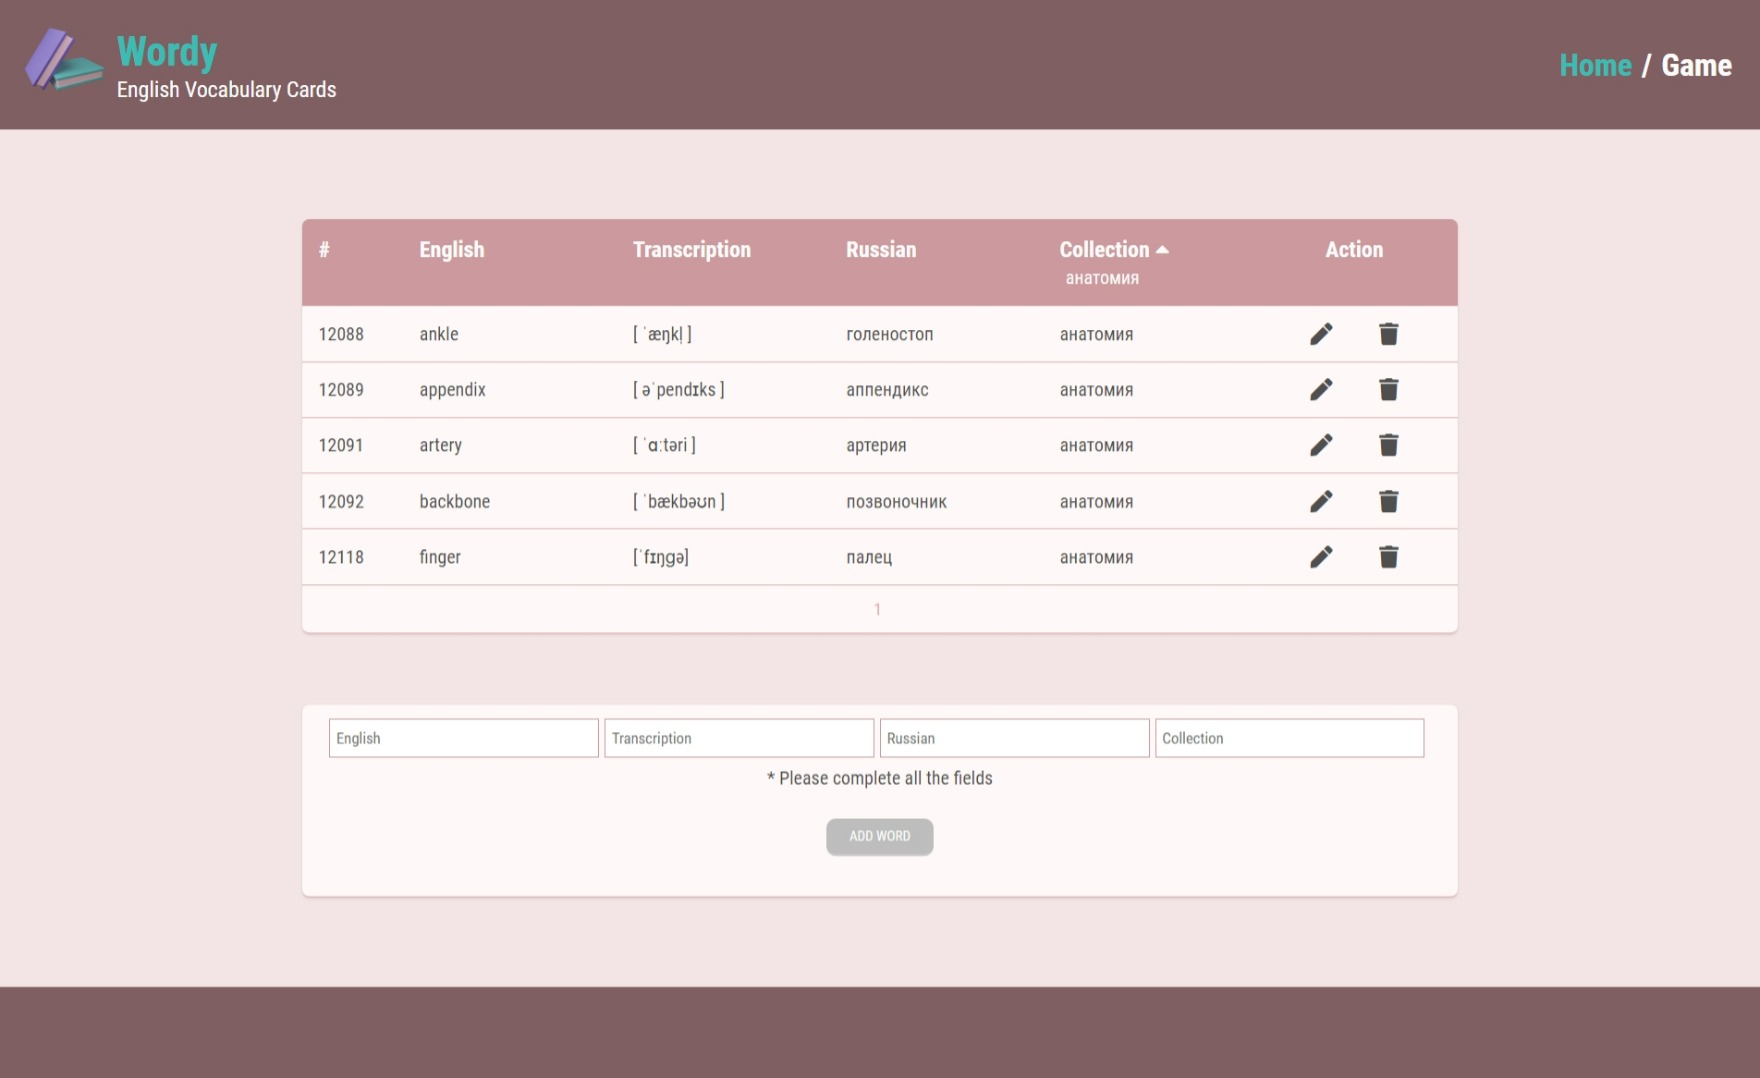 Wordy
English Vocabulary Cards
Home / Game
# English Transcription Russian Collection Action
анатомия
12088 ankle [ ˈæŋkļ ] голеностоп анатомия
12089 appendix [ əˈpendɪks ] аппендикс анатомия
12091 artery [ ˈɑːtəri ] артерия анатомия
12092 backbone [ ˈbækbəʊn ] позвоночник анатомия
12118 finger [ˈfɪŋgə] палец анатомия
1
English Transcription Russian Collection
* Please complete all the fields
ADD WORD